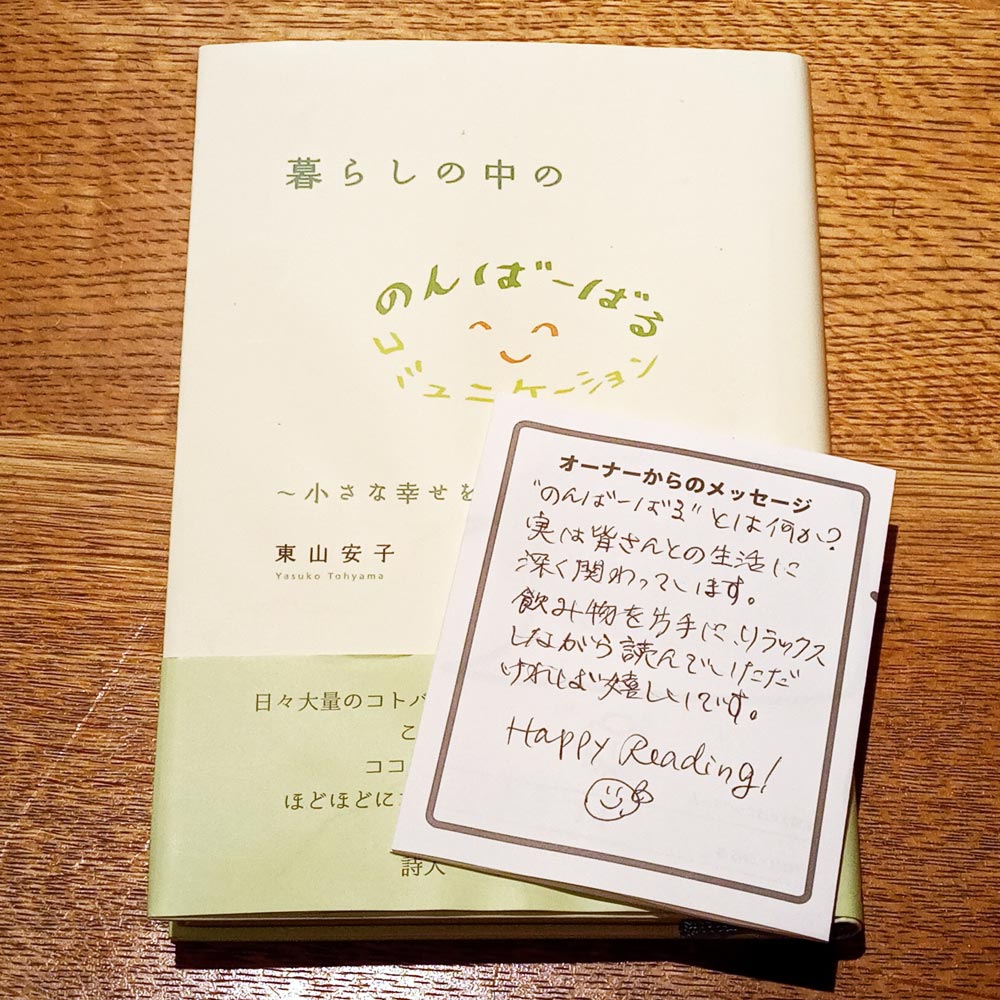 暮らしの中の
のんばーばる
コミュニケーション
～小さな幸せを
東山安子
Yasuko Tohyama
日々大量のコトバ
こ
ココ
ほどほどに
詩人
オーナーからのメッセージ
"のんばーばる"とは何か?
実は皆さんとの生活に
深く関わっています。
飲み物を片手に、リラックス
しながら読んでいただ
ければ嬉しいです。
Happy Reading!